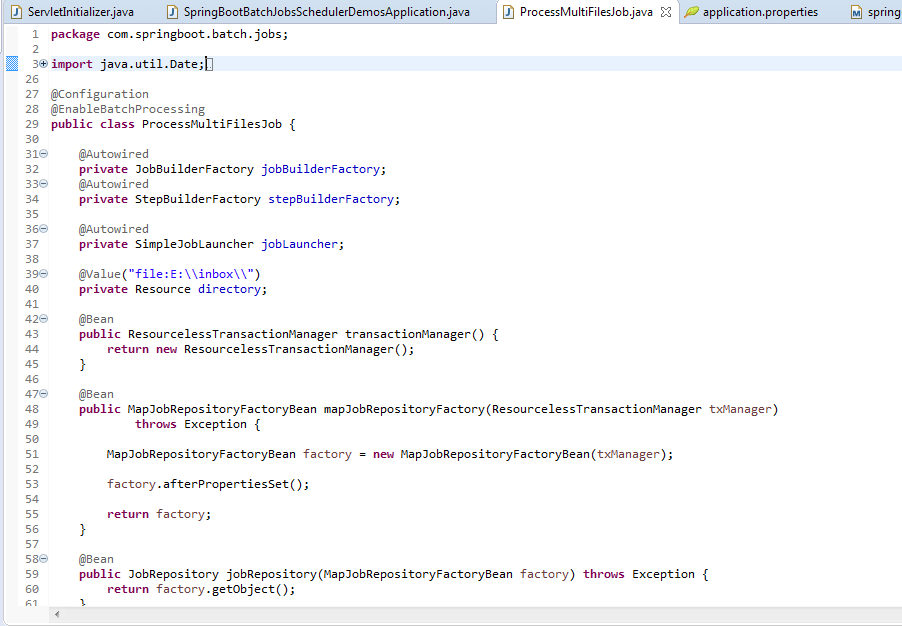 ServletInitializer.java SpringBootBatchJobsSchedulerDemosApplication.java ProcessMultiFilesJob.java application.properties spring
1 package com.springboot.batch.jobs;
2
3 import java.util.Date;
26
27 @Configuration
28 @EnableBatchProcessing
29 public class ProcessMultiFilesJob {
30
31 @Autowired
32 private JobBuilderFactory jobBuilderFactory;
33 @Autowired
34 private StepBuilderFactory stepBuilderFactory;
35
36 @Autowired
37 private SimpleJobLauncher jobLauncher;
38
39 @Value("file:E:\\inbox\\")
40 private Resource directory;
41
42 @Bean
43 public ResourcelessTransactionManager transactionManager() {
44 return new ResourcelessTransactionManager();
45 }
46
47 @Bean
48 public MapJobRepositoryFactoryBean mapJobRepositoryFactory(ResourcelessTransactionManager txManager)
49 throws Exception {
50
51 MapJobRepositoryFactoryBean factory = new MapJobRepositoryFactoryBean(txManager);
52
53 factory.afterPropertiesSet();
54
55 return factory;
56 }
57
58 @Bean
59 public JobRepository jobRepository(MapJobRepositoryFactoryBean factory) throws Exception {
60 return factory.getObject();
61 }